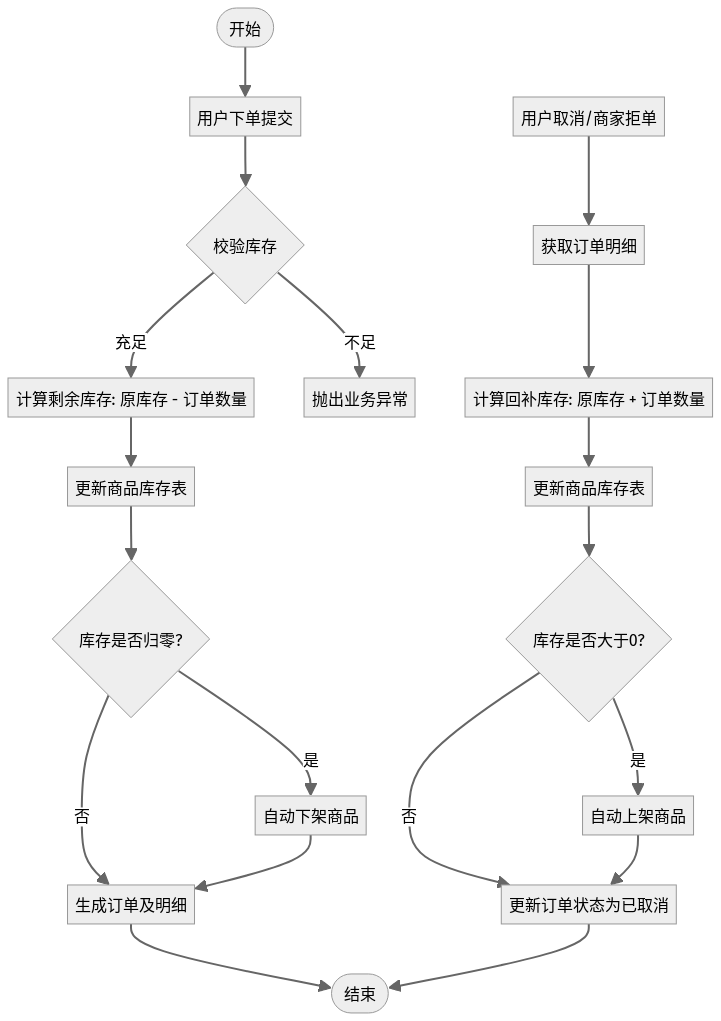 开始
用户下单提交
校验库存
充足
不足
计算剩余库存: 原库存 - 订单数量
抛出业务异常
更新商品库存表
库存是否归零?
是
否
自动下架商品
生成订单及明细
用户取消/商家拒单
获取订单明细
计算回补库存: 原库存 + 订单数量
更新商品库存表
库存是否大于0?
是
否
自动上架商品
更新订单状态为已取消
结束